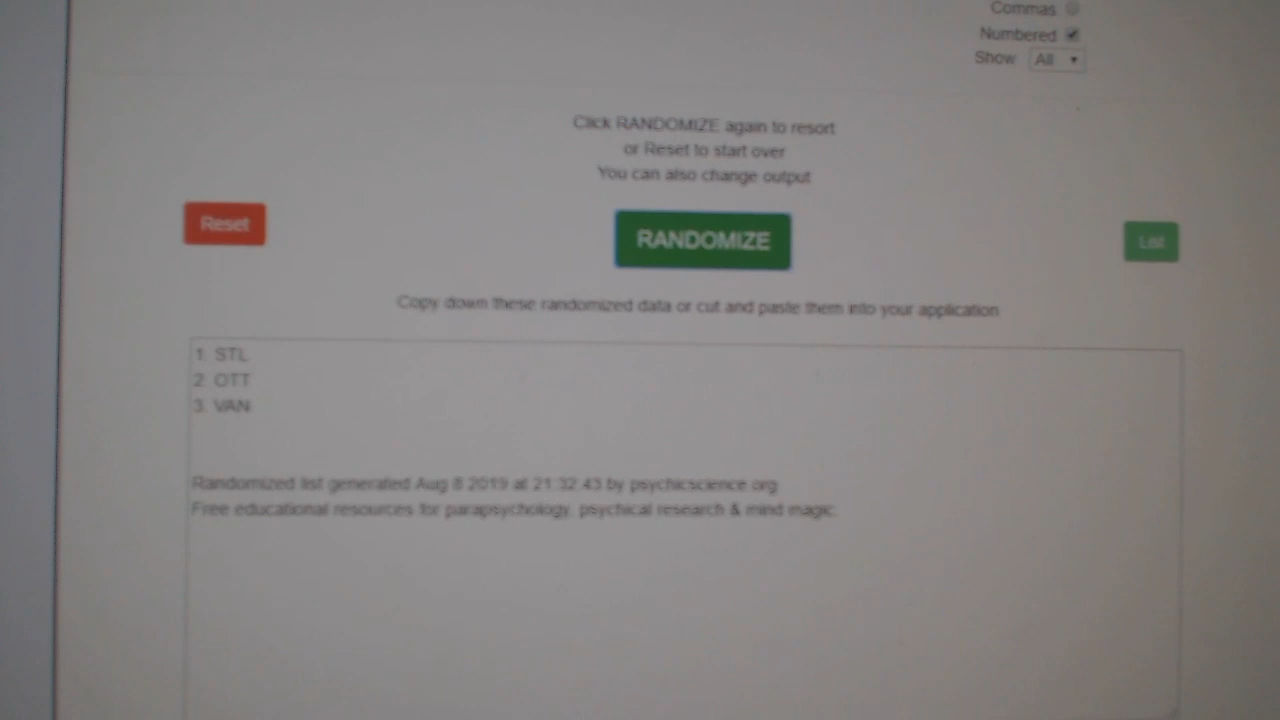 Commas
Numbered
Show All
Click RANDOMIZE again to resort
or Reset to start over
You can also change output
Reset
RANDOMIZE
List
Copy down these randomized data or cut and paste them into your application
1. STL
2. OTT
3. VAN
Randomized list generated Aug 8 2019 at 21:32:43 by psychicscience.org
Free educational resources for parapsychology, psychical research & mind magic.